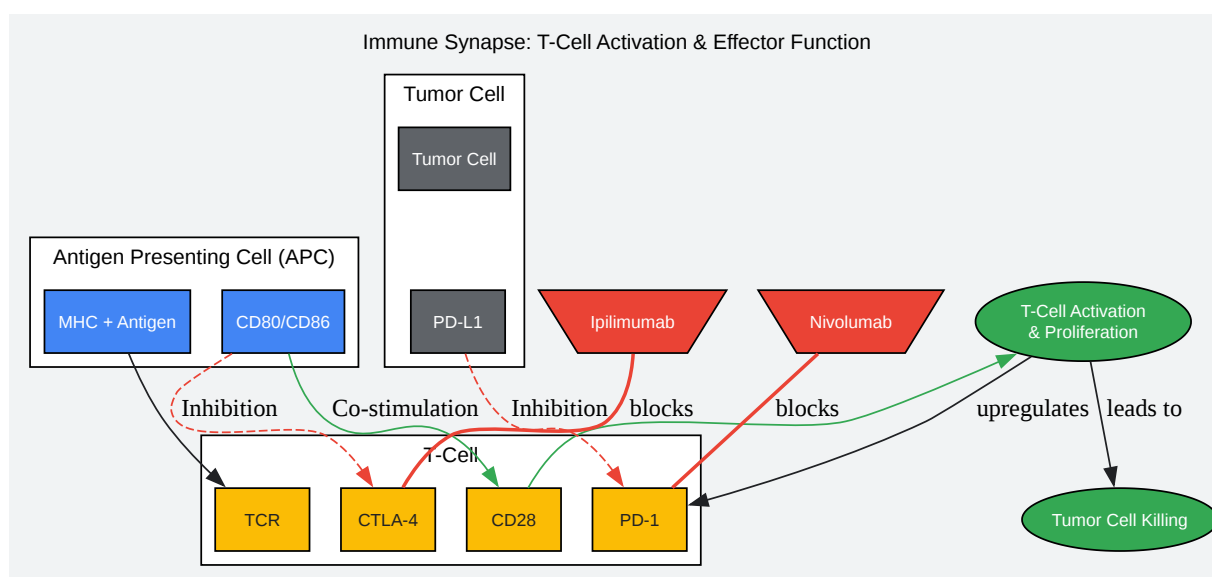 Immune Synapse: T-Cell Activation & Effector Function
Tumor Cell
Tumor Cell
Antigen Presenting Cell (APC)
MHC + Antigen
CD80/CD86
PD-L1
Ipilimumab
Nivolumab
T-Cell Activation
& Proliferation
Inhibition
Co-stimulation
Inhibition
blocks
blocks
upregulates
leads to
T-Cell
TCR
CTLA-4
CD28
PD-1
Tumor Cell Killing